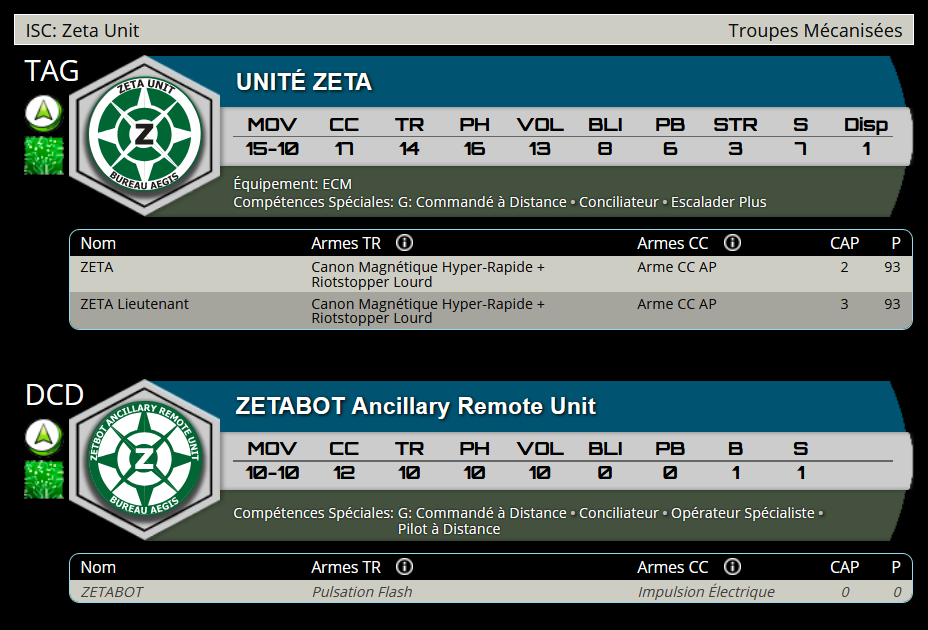 ISC: Zeta Unit Troupes Mécanisées
TAG
ZETA UNIT
Z
BUREAU AEGIS
UNITÉ ZETA
MOV CC TR PH VOL BLI PB STR S Disp
15-10 17 14 16 13 8 6 3 7 1
Équipement: ECM
Compétences Spéciales: G: Commandé à Distance • Conciliateur • Escalader Plus
Nom Armes TR Armes CC CAP P
ZETA Canon Magnétique Hyper-Rapide + Arme CC AP 2 93
Riotstopper Lourd
ZETA Lieutenant Canon Magnétique Hyper-Rapide + Arme CC AP 3 93
Riotstopper Lourd
DCD
ZETBOT ANCILLARY REMOTE UNIT
Z
BUREAU AEGIS
ZETABOT Ancillary Remote Unit
MOV CC TR PH VOL BLI PB B S
10-10 12 10 10 10 0 0 1 1
Compétences Spéciales: G: Commandé à Distance • Conciliateur • Opérateur Spécialiste •
Pilot à Distance
Nom Armes TR Armes CC CAP P
ZETABOT Pulsation Flash Impulsion Électrique 0 0